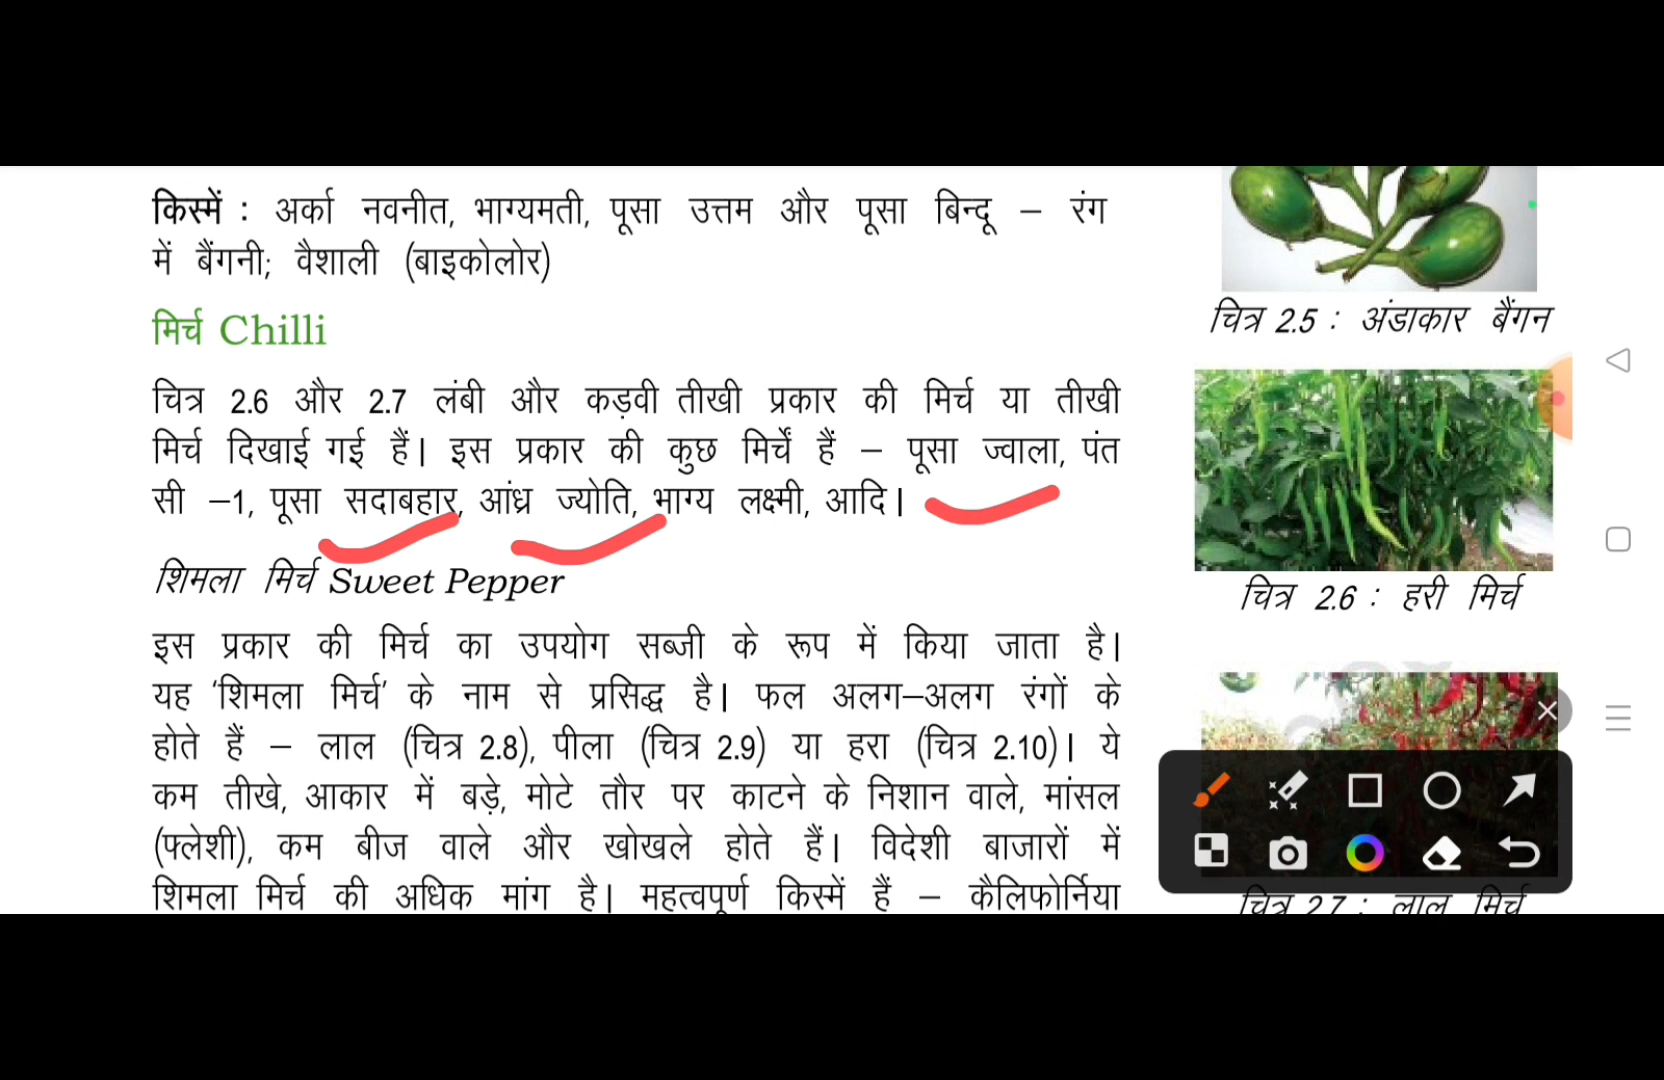 किस्में : अर्का नवनीत, भाग्यमती, पूसा उत्तम और पूसा बिन्दू – रंग
में बैंगनी; वैशाली (बाइकोलोर)
मिर्च Chilli
चित्र 2.6 और 2.7 लंबी और कड़वी तीखी प्रकार की मिर्च या तीखी
मिर्च दिखाई गई हैं। इस प्रकार की कुछ मिर्चें हैं – पूसा ज्वाला, पंत
सी –1, पूसा सदाबहार, आंध्र ज्योति, भाग्य लक्ष्मी, आदि।
शिमला मिर्च Sweet Pepper
इस प्रकार की मिर्च का उपयोग सब्जी के रूप में किया जाता है।
यह ‘शिमला मिर्च’ के नाम से प्रसिद्ध है। फल अलग–अलग रंगों के
होते हैं – लाल (चित्र 2.8), पीला (चित्र 2.9) या हरा (चित्र 2.10)। ये
कम तीखे, आकार में बड़े, मोटे तौर पर काटने के निशान वाले, मांसल
(फ्लेशी), कम बीज वाले और खोखले होते हैं। विदेशी बाजारों में
शिमला मिर्च की अधिक मांग है। महत्वपूर्ण किस्में हैं – कैलिफोर्निया
चित्र 2.5 : अंडाकार बैंगन
चित्र 2.6 : हरी मिर्च
चित्र 2.7 : लाल मिर्च